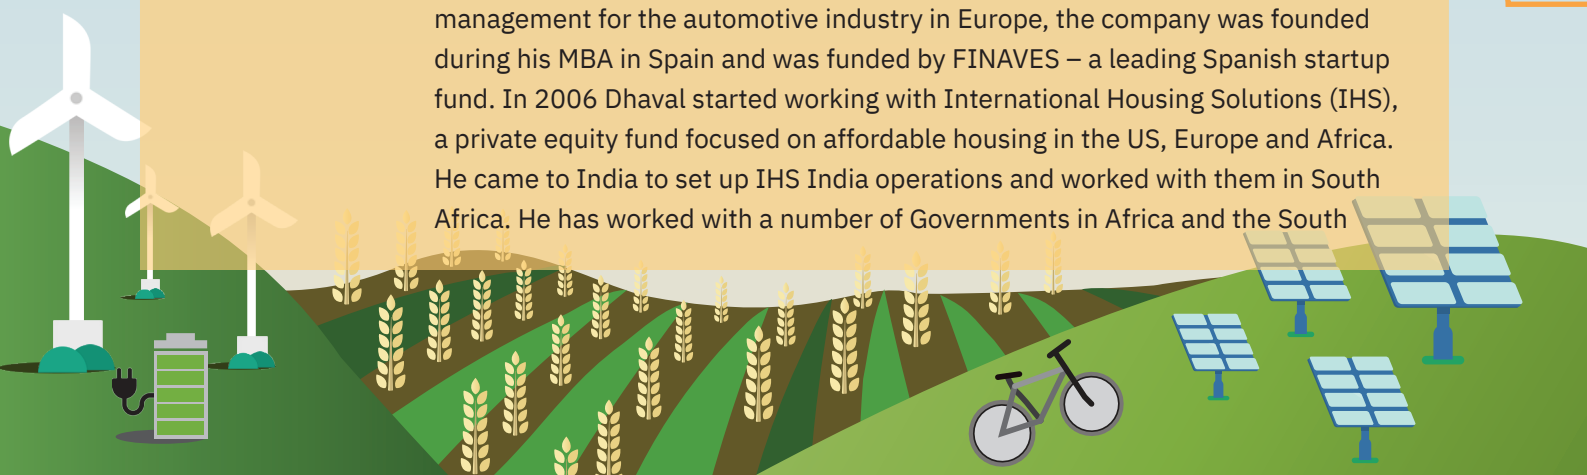 management for the automotive industry in Europe, the company was founded
during his MBA in Spain and was funded by FINAVES – a leading Spanish startup
fund. In 2006 Dhaval started working with International Housing Solutions (IHS),
a private equity fund focused on affordable housing in the US, Europe and Africa.
He came to India to set up IHS India operations and worked with them in South
Africa. He has worked with a number of Governments in Africa and the South